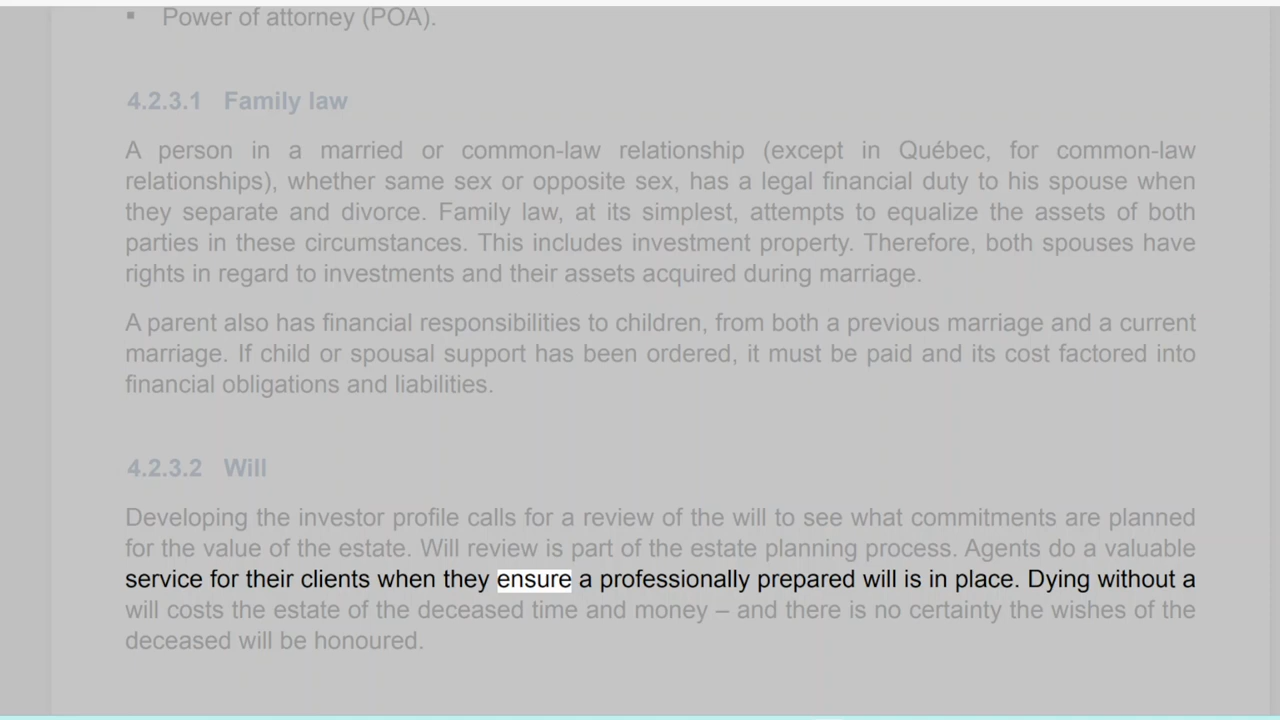 ▪ Power of attorney (POA).
4.2.3.1 Family law
A person in a married or common-law relationship (except in Québec, for common-law
relationships), whether same sex or opposite sex, has a legal financial duty to his spouse when
they separate and divorce. Family law, at its simplest, attempts to equalize the assets of both
parties in these circumstances. This includes investment property. Therefore, both spouses have
rights in regard to investments and their assets acquired during marriage.
A parent also has financial responsibilities to children, from both a previous marriage and a current
marriage. If child or spousal support has been ordered, it must be paid and its cost factored into
financial obligations and liabilities.
4.2.3.2 Will
Developing the investor profile calls for a review of the will to see what commitments are planned
for the value of the estate. Will review is part of the estate planning process. Agents do a valuable
service for their clients when they ensure a professionally prepared will is in place. Dying without a
will costs the estate of the deceased time and money – and there is no certainty the wishes of the
deceased will be honoured.